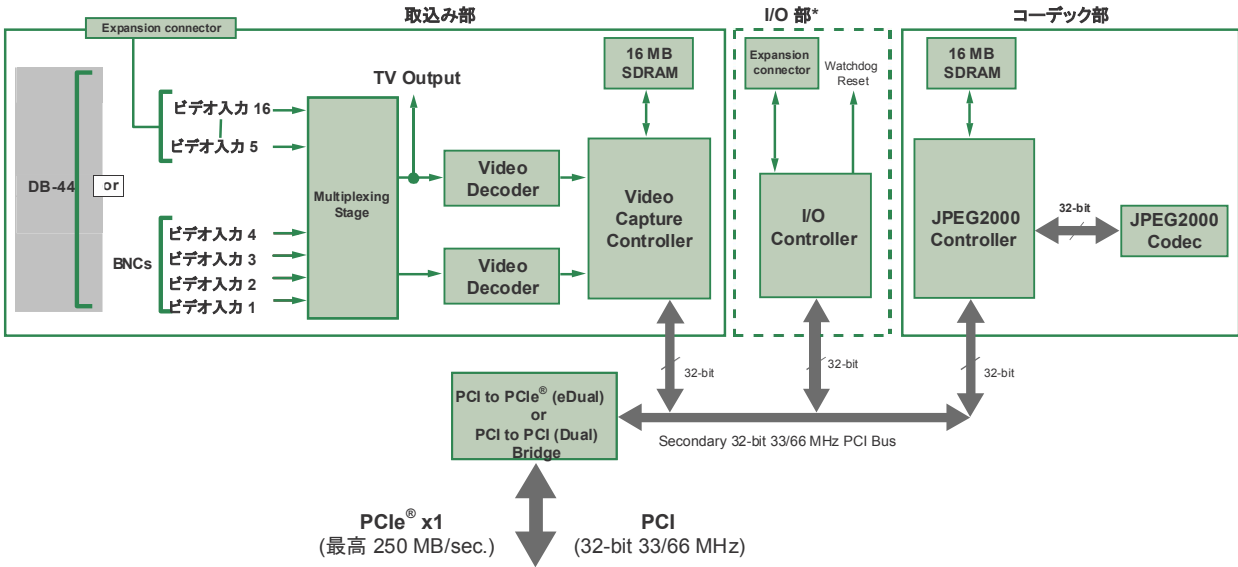 取込み部
I/O 部*
コーデック部
Expansion connector
16 MB
SDRAM
Expansion
connector
Watchdog
Reset
16 MB
SDRAM
TV Output
ビデオ入力 16
ビデオ入力 5
DB-44
or
BNCs
ビデオ入力 4
ビデオ入力 3
ビデオ入力 2
ビデオ入力 1
Multiplexing
Stage
Video
Decoder
Video
Decoder
Video
Capture
Controller
I/O
Controller
JPEG2000
Controller
32-bit
JPEG2000
Codec
32-bit
32-bit
32-bit
PCI to PCIe® (eDual)
or
PCI to PCI (Dual)
Bridge
Secondary 32-bit 33/66 MHz PCI Bus
PCIe® x1
(最高 250 MB/sec.)
PCI
(32-bit 33/66 MHz)